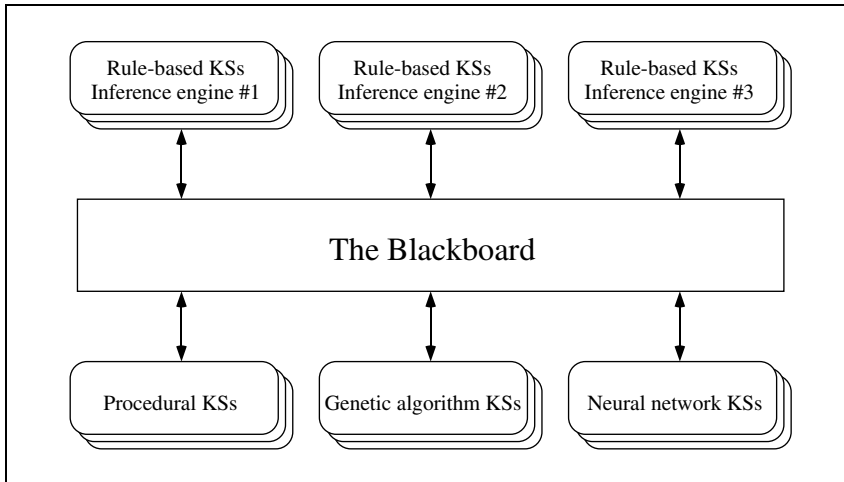 Rule-based KSs
Inference engine #1
Rule-based KSs
Inference engine #2
Rule-based KSs
Inference engine #3
The Blackboard
Procedural KSs
Genetic algorithm KSs
Neural network KSs